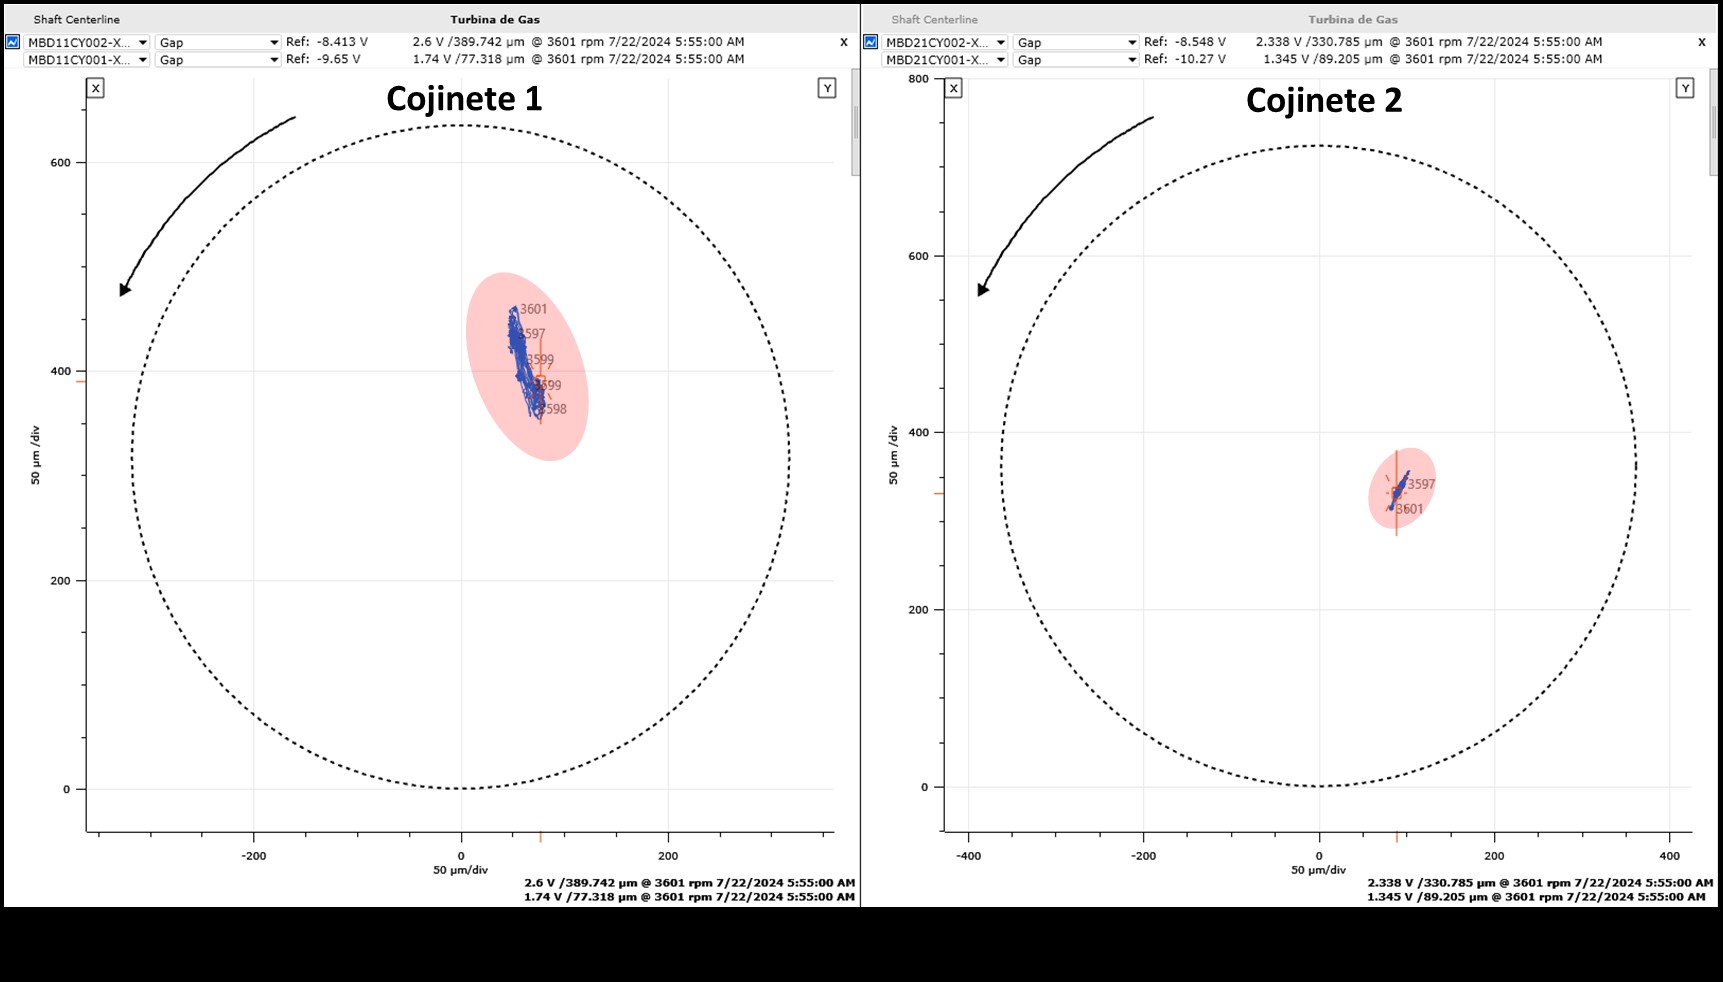 Shaft Centerline
Turbina de Gas
MBD11CY002-X... Gap Ref: -8.413 V 2.6 V /389.742 µm @ 3601 rpm 7/22/2024 5:55:00 AM X
MBD11CY001-X... Gap Ref: -9.65 V 1.74 V /77.318 µm @ 3601 rpm 7/22/2024 5:55:00 AM
X
Cojinete 1
Y
600
400
200
0
50 µm /div
3601
3597
3599
3599
3598
-200
0
200
50 µm/div
2.6 V /389.742 µm @ 3601 rpm 7/22/2024 5:55:00 AM
1.74 V /77.318 µm @ 3601 rpm 7/22/2024 5:55:00 AM
Shaft Centerline
Turbina de Gas
MBD21CY002-X... Gap Ref: -8.548 V 2.338 V /330.785 µm @ 3601 rpm 7/22/2024 5:55:00 AM X
MBD21CY001-X... Gap Ref: -10.27 V 1.345 V /89.205 µm @ 3601 rpm 7/22/2024 5:55:00 AM
X
Cojinete 2
Y
800
600
400
200
0
50 µm /div
3597
3601
-400
-200
0
200
400
50 µm/div
2.338 V /330.785 µm @ 3601 rpm 7/22/2024 5:55:00 AM
1.345 V /89.205 µm @ 3601 rpm 7/22/2024 5:55:00 AM